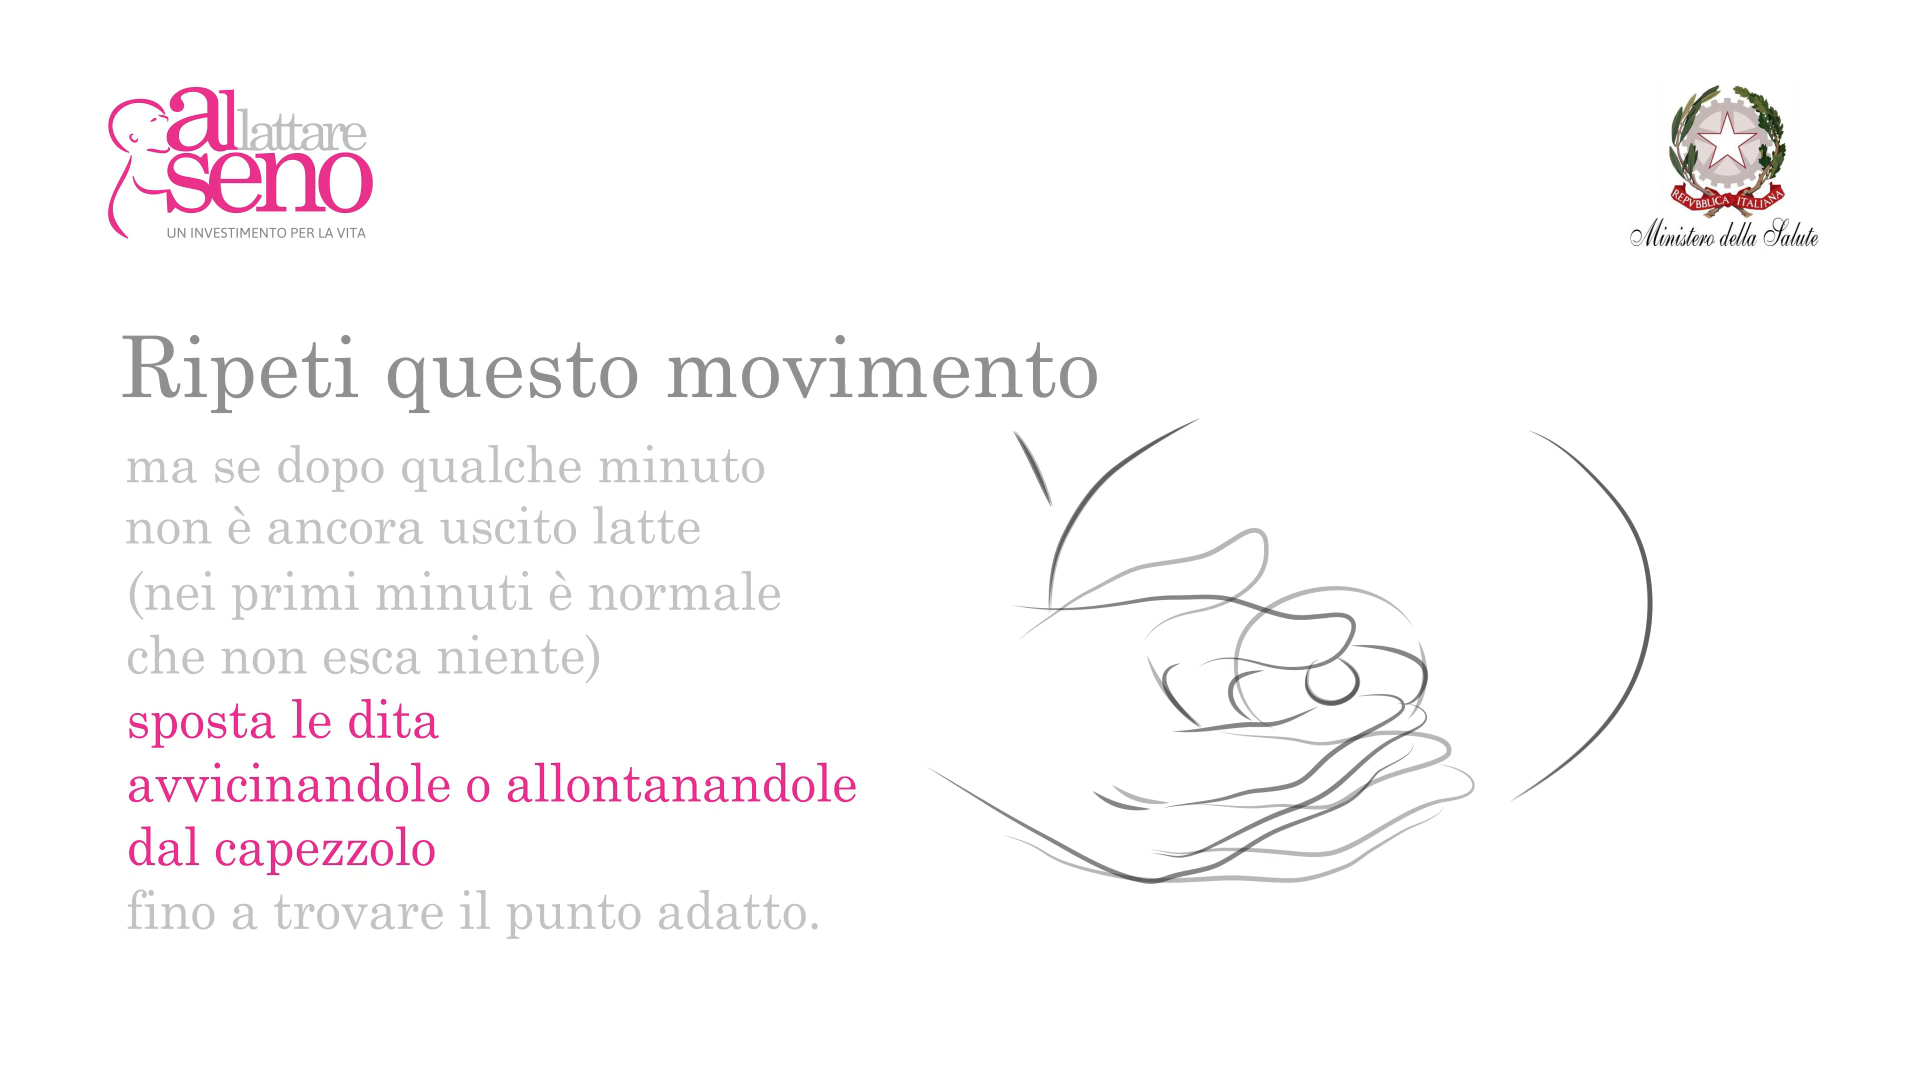 allattare
seno
UN INVESTIMENTO PER LA VITA
REPVBBLICA ITALIANA
Ministero della Salute
Ripeti questo movimento
ma se dopo qualche minuto
non è ancora uscito latte
(nei primi minuti è normale
che non esca niente)
sposta le dita
avvicinandole o allontanandole
dal capezzolo
fino a trovare il punto adatto.